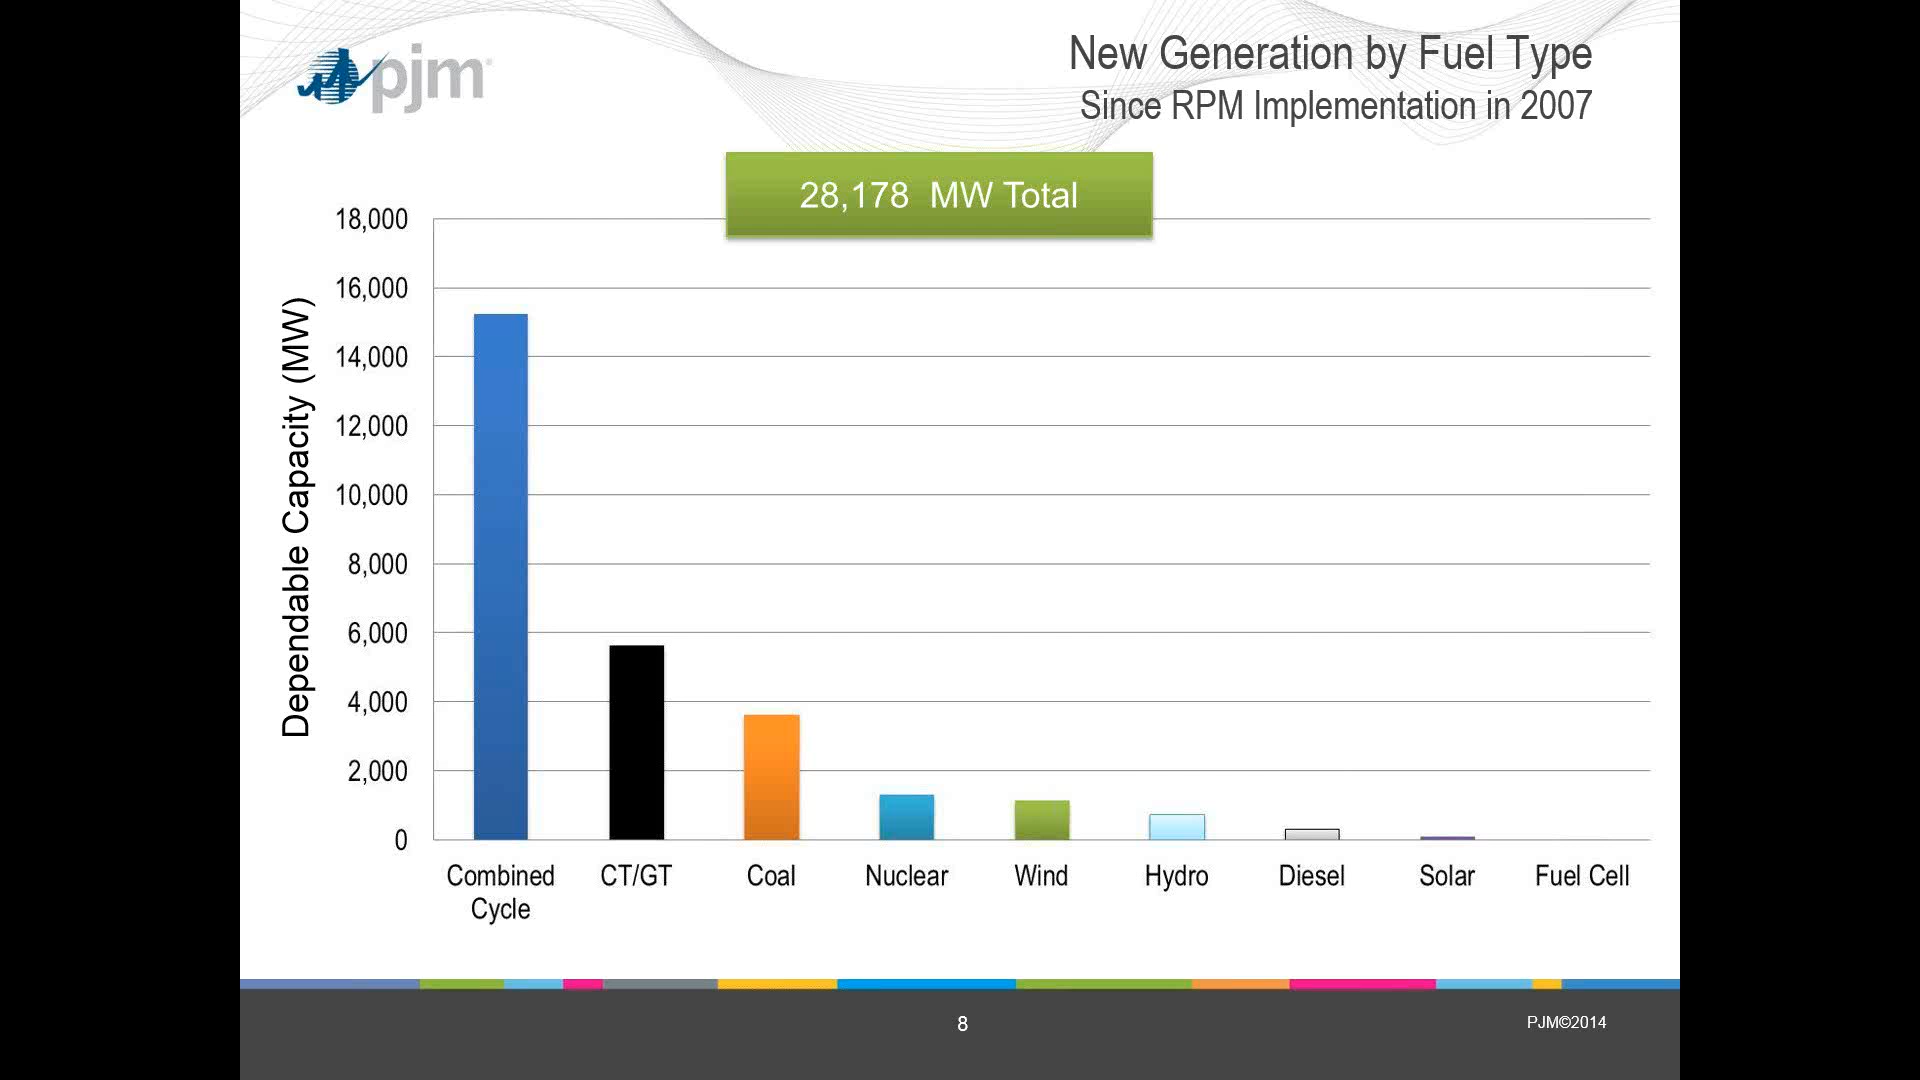 pjm
New Generation by Fuel Type
Since RPM Implementation in 2007
28,178 MW Total
Dependable Capacity (MW)
18,000
16,000
14,000
12,000
10,000
8,000
6,000
4,000
2,000
0
Combined Cycle
CT/GT
Coal
Nuclear
Wind
Hydro
Diesel
Solar
Fuel Cell
8
PJM©2014